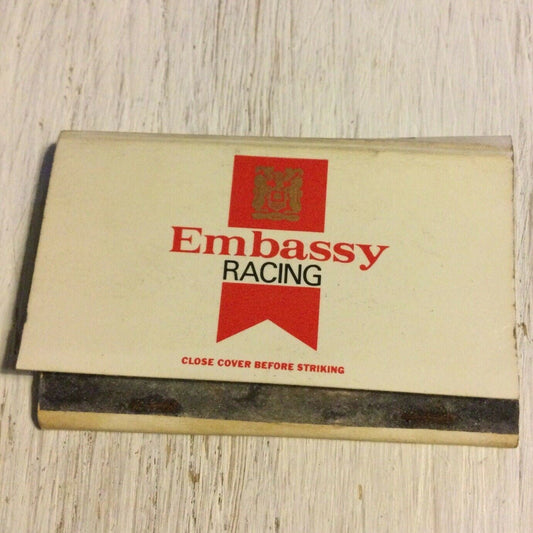 Embassy
RACING
CLOSE COVER BEFORE STRIKING